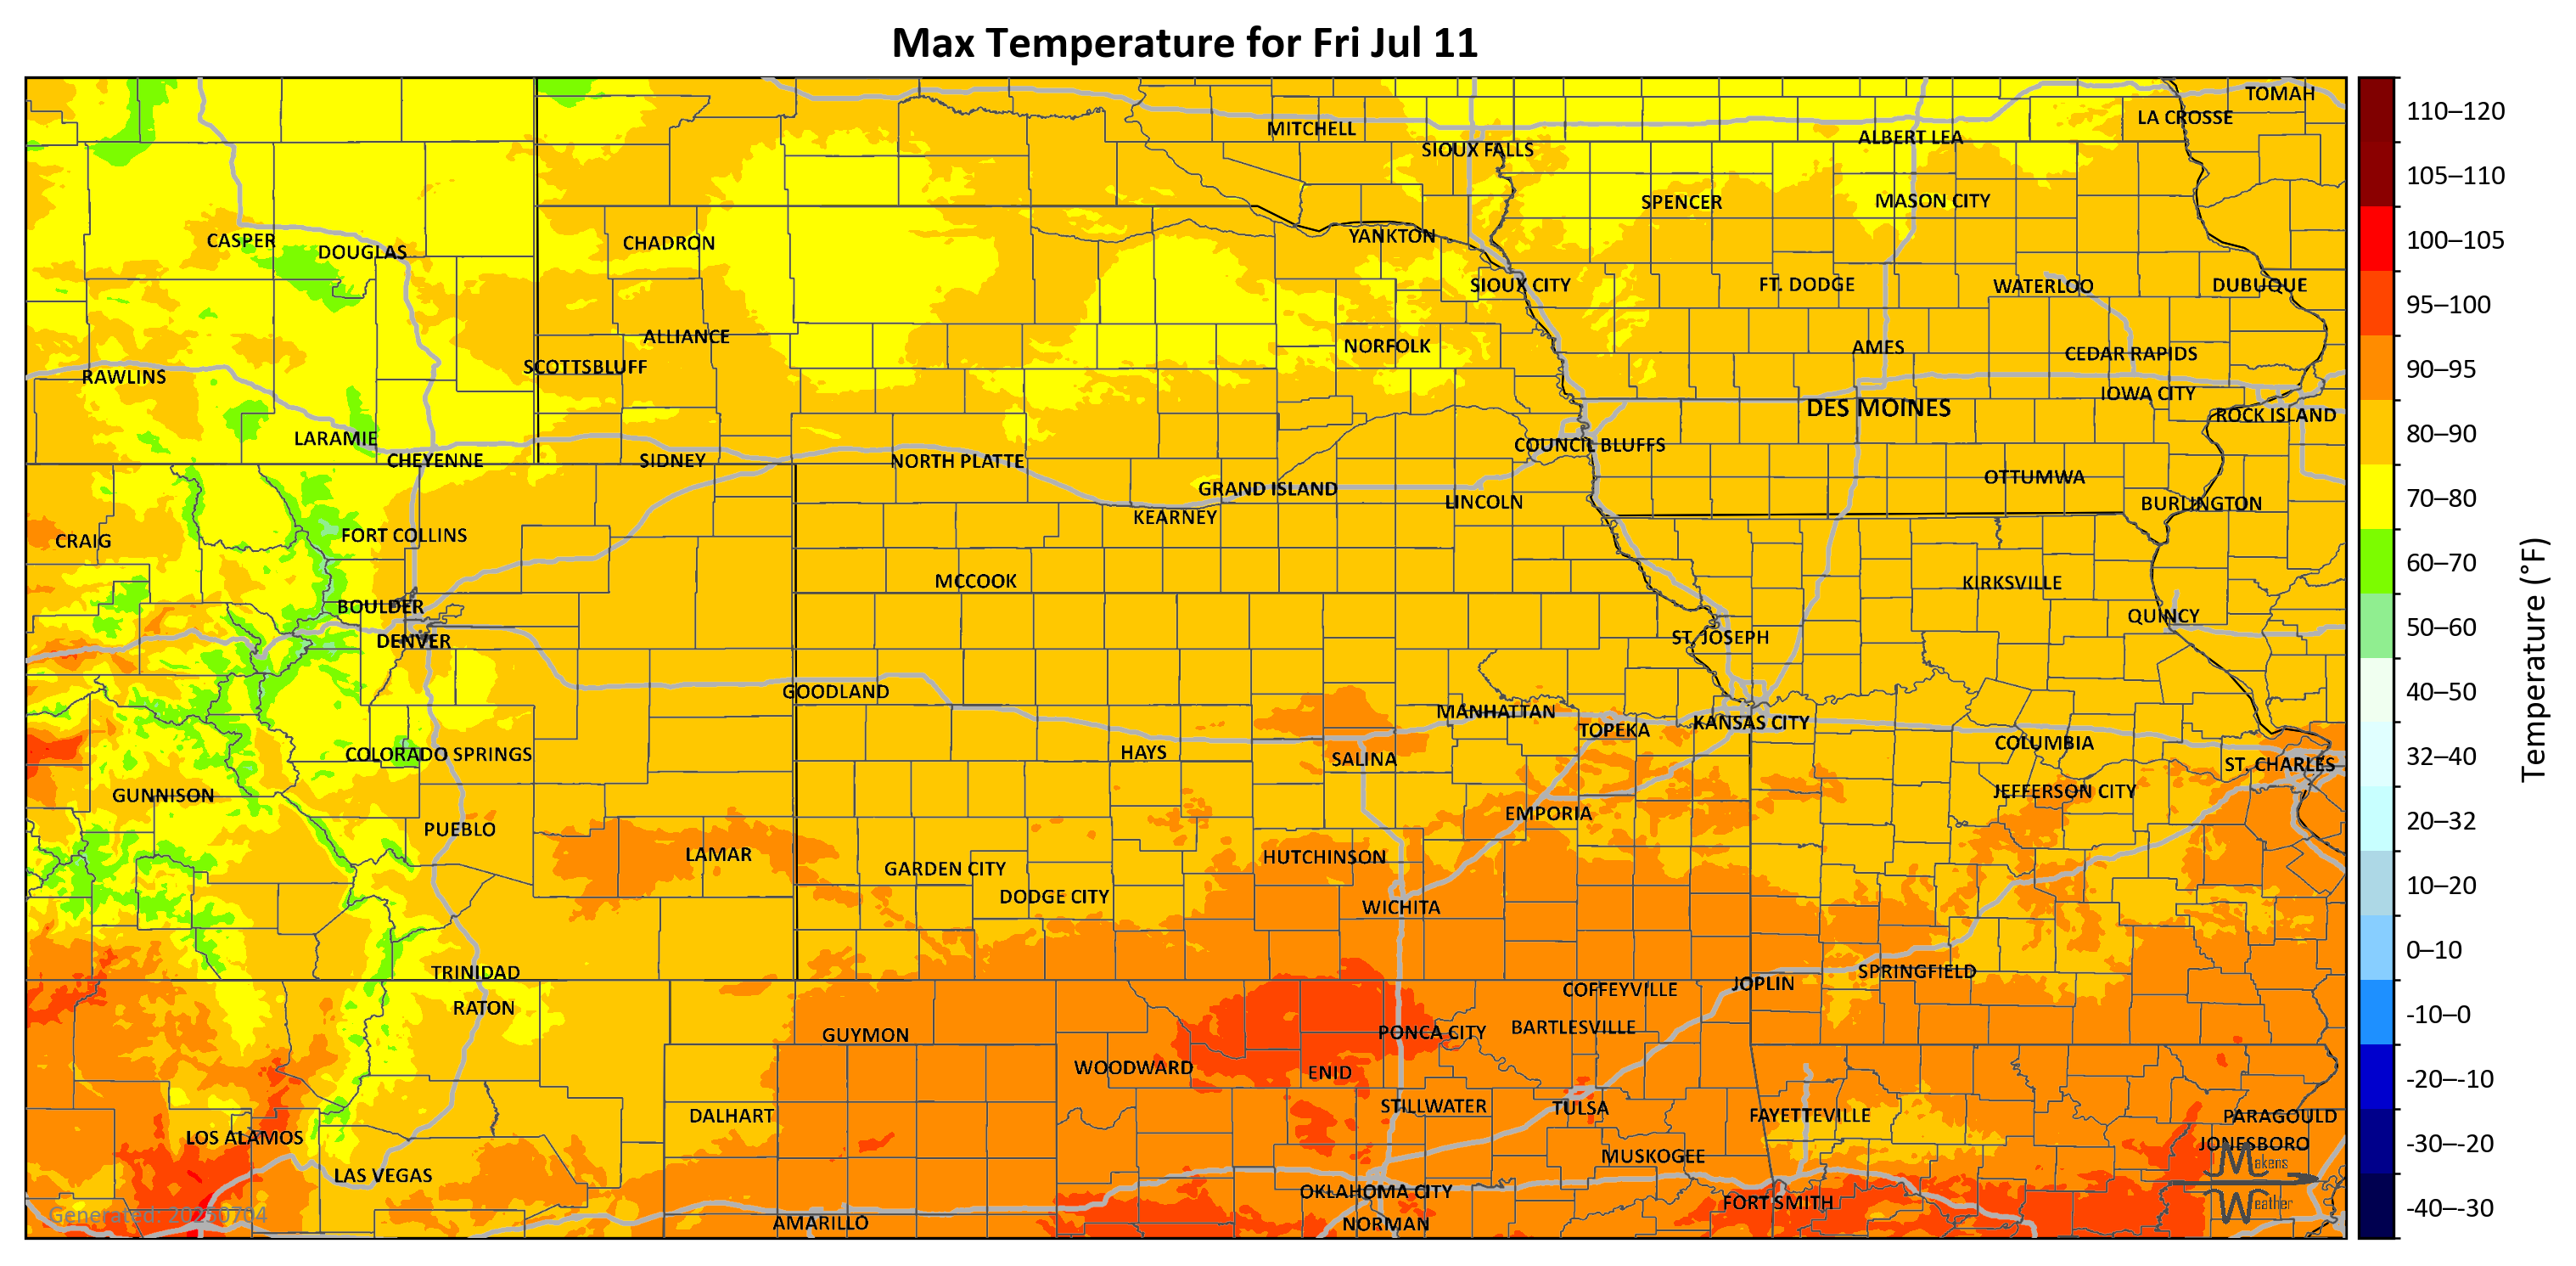 Max Temperature for Fri Jul 11
TOMAH
LA CROSSE
MITCHELL
ALBERT LEA
SIOUX FALLS
SPENCER
MASON CITY
CASPER
DOUGLAS
CHADRON
YANKTON
SIOUX CITY
FT. DODGE
WATERLOO
DUBUQUE
ALLIANCE
NORFOLK
AMES
CEDAR RAPIDS
SCOTTSBLUFF
RAWLINS
IOWA CITY
DES MOINES
ROCK ISLAND
LARAMIE
COUNCIL BLUFFS
CHEYENNE
SIDNEY
NORTH PLATTE
OTTUMWA
GRAND ISLAND
LINCOLN
BURLINGTON
KEARNEY
CRAIG
FORT COLLINS
MCCOOK
KIRKSVILLE
BOULDER
QUINCY
DENVER
ST. JOSEPH
GOODLAND
MANHATTAN
TOPEKA
KANSAS CITY
COLUMBIA
COLORADO SPRINGS
HAYS
SALINA
ST. CHARLES
GUNNISON
JEFFERSON CITY
EMPORIA
PUEBLO
LAMAR
HUTCHINSON
GARDEN CITY
DODGE CITY
WICHITA
TRINIDAD
SPRINGFIELD
JOPLIN
COFFEYVILLE
RATON
GUYMON
PONCA CITY
BARTLESVILLE
WOODWARD
ENID
STILLWATER
TULSA
DALHART
FAYETTEVILLE
PARAGOULD
LOS ALAMOS
JONESBORO
MUSKOGEE
LAS VEGAS
OKLAHOMA CITY
FORT SMITH
AMARILLO
NORMAN
Generated: 20250704
Makens
Weather
110–120
105–110
100–105
95–100
90–95
80–90
70–80
60–70
50–60
40–50
32–40
20–32
10–20
0–10
-10–0
-20–-10
-30–-20
-40–-30
Temperature (°F)